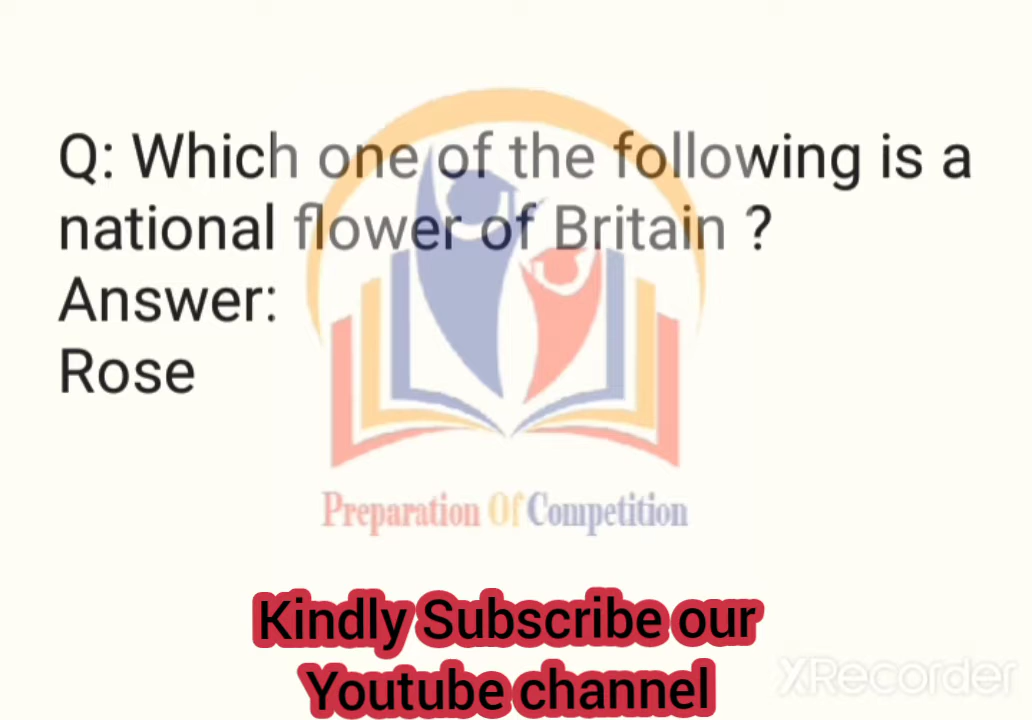 Q: Which one of the following is a
national flower of Britain ?
Answer:
Rose
Preparation Of Competition
Kindly Subscribe our
Youtube channel
XRecorder